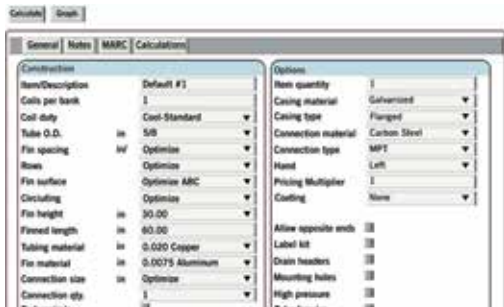 Calculate Graph
General Notes MARC Calculations
Construction
Item/Description Default #1
Coils per bank 1
Coil duty Cool-Standard
Tube O.D. in 5/8
Fin spacing in/ Optimize
Rows Optimize
Fin surface Optimize ABC
Circuiting Optimize
Fin height in 30.00
Finned length in 60.00
Tubing material in 0.020 Copper
Fin material in 0.0075 Aluminum
Connection size in Optimize
Connection qty. 1
Options
Item quantity 1
Casing material Galvanized
Casing type Flanged
Connection material Carbon Steel
Connection type MPT
Hand Left
Pricing Multiplier 1
Coating None
Allow opposite ends
Label kit
Drain headers
Mounting holes
High pressure